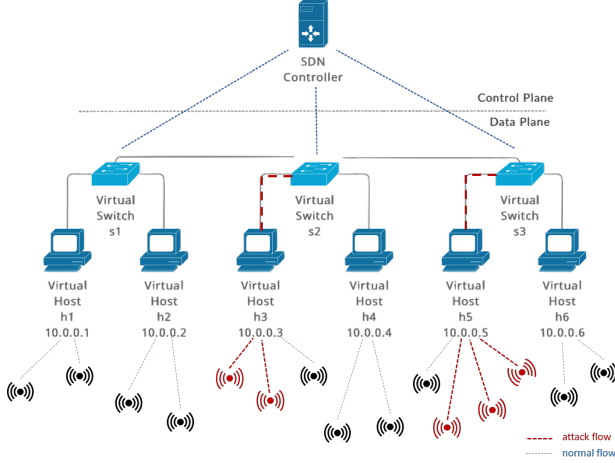 SDN
Controller
Control Plane
Data Plane
Virtual
Switch
s1
Virtual
Switch
s2
Virtual
Switch
s3
Virtual
Host
h1
10.0.0.1
Virtual
Host
h2
10.0.0.2
Virtual
Host
h3
10.0.0.3
Virtual
Host
h4
10.0.0.4
Virtual
Host
h5
10.0.0.5
Virtual
Host
h6
10.0.0.6
attack flow
normal flow